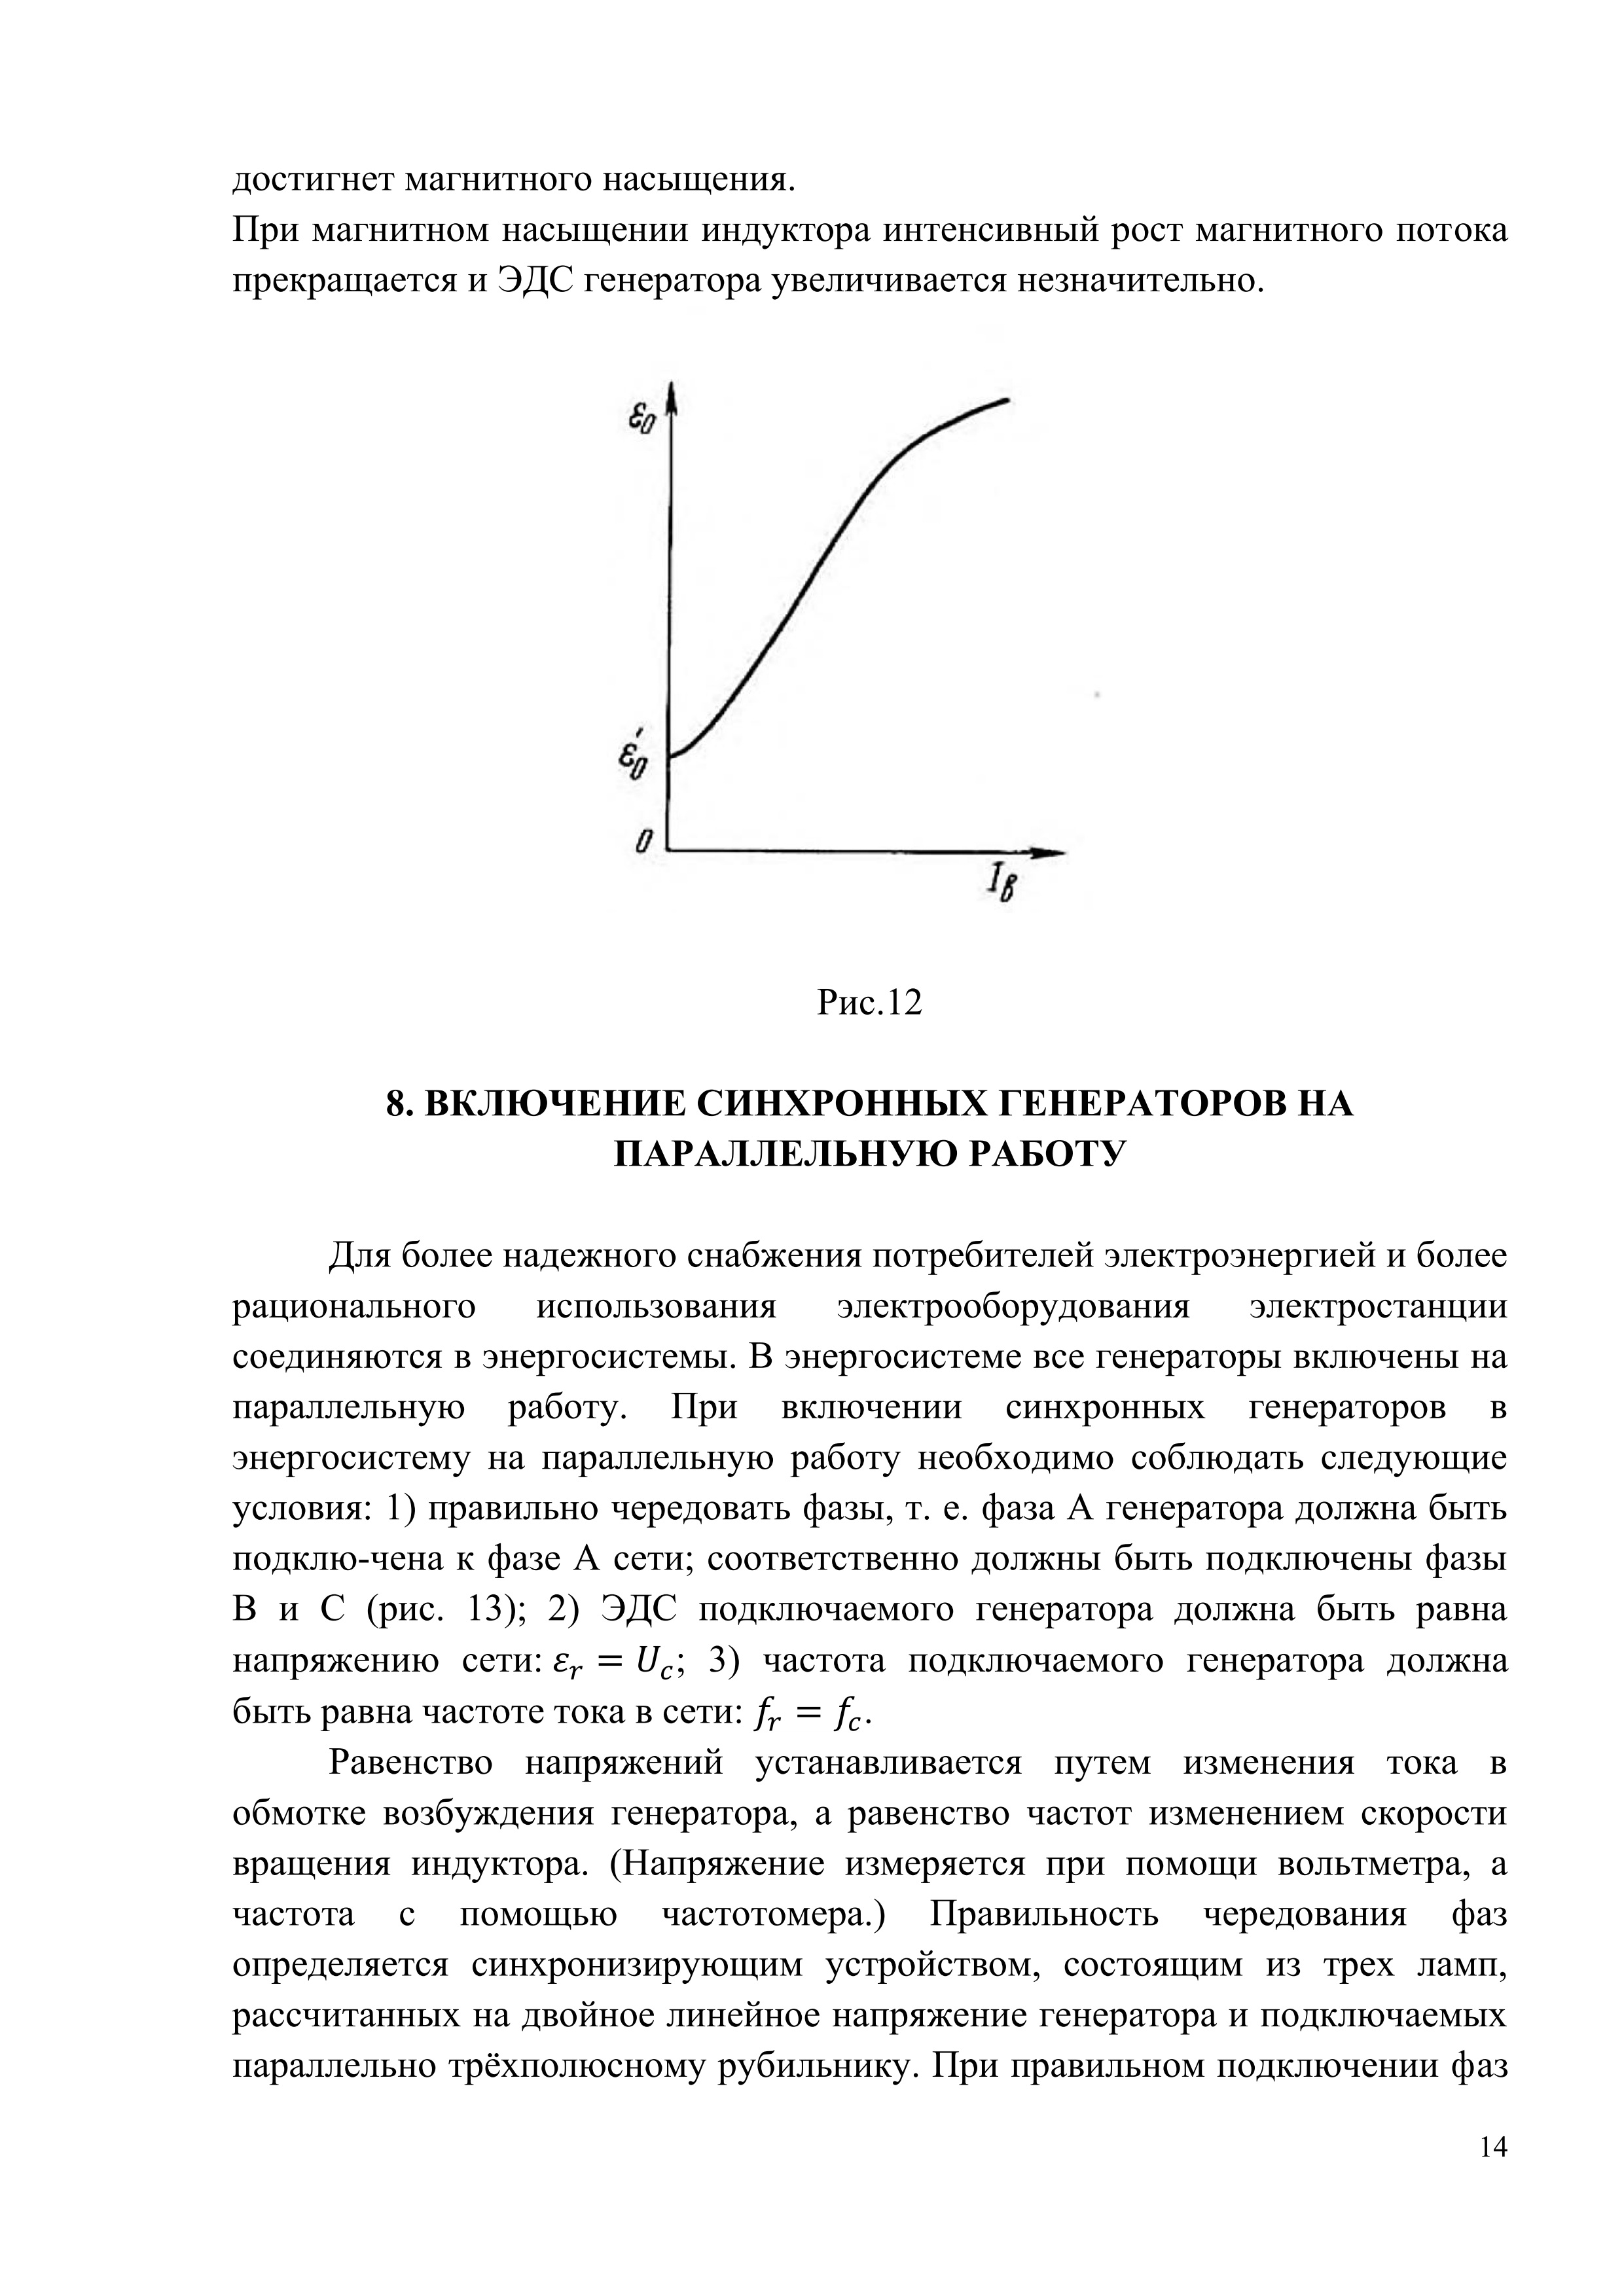 достигнет магнитного насыщения.
При магнитном насыщении индуктора интенсивный рост магнитного потока
прекращается и ЭДС генератора увеличивается незначительно.
ε₀
ε₀′
0
Iв
Рис.12
8. ВКЛЮЧЕНИЕ СИНХРОННЫХ ГЕНЕРАТОРОВ НА
ПАРАЛЛЕЛЬНУЮ РАБОТУ
Для более надежного снабжения потребителей электроэнергией и более
рационального использования электрооборудования электростанции
соединяются в энергосистемы. В энергосистеме все генераторы включены на
параллельную работу. При включении синхронных генераторов в
энергосистему на параллельную работу необходимо соблюдать следующие
условия: 1) правильно чередовать фазы, т. е. фаза А генератора должна быть
подклю-чена к фазе А сети; соответственно должны быть подключены фазы
В и С (рис. 13); 2) ЭДС подключаемого генератора должна быть равна
напряжению сети: εr = Uc; 3) частота подключаемого генератора должна
быть равна частоте тока в сети: fr = fc.
Равенство напряжений устанавливается путем изменения тока в
обмотке возбуждения генератора, а равенство частот изменением скорости
вращения индуктора. (Напряжение измеряется при помощи вольтметра, а
частота с помощью частотомера.) Правильность чередования фаз
определяется синхронизирующим устройством, состоящим из трех ламп,
рассчитанных на двойное линейное напряжение генератора и подключаемых
параллельно трёхполюсному рубильнику. При правильном подключении фаз
14